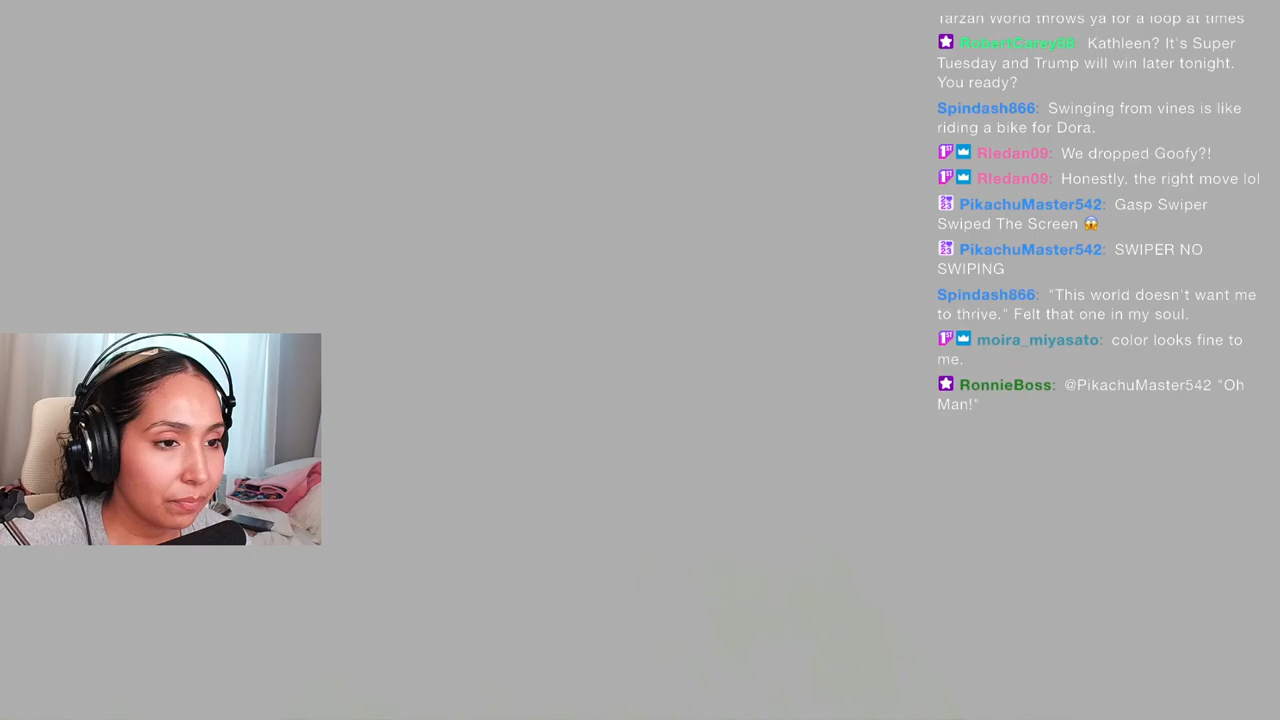 Tarzan World throws ya for a loop at times
RobertCarey88: Kathleen? It's Super
Tuesday and Trump will win later tonight.
You ready?
Spindash866: Swinging from vines is like
riding a bike for Dora.
Rledan09: We dropped Goofy?!
Rledan09: Honestly, the right move lol
PikachuMaster542: Gasp Swiper
Swiped The Screen 😱
PikachuMaster542: SWIPER NO
SWIPING
Spindash866: "This world doesn't want me
to thrive." Felt that one in my soul.
moira_miyasato: color looks fine to
me.
RonnieBoss: @PikachuMaster542 "Oh
Man!"